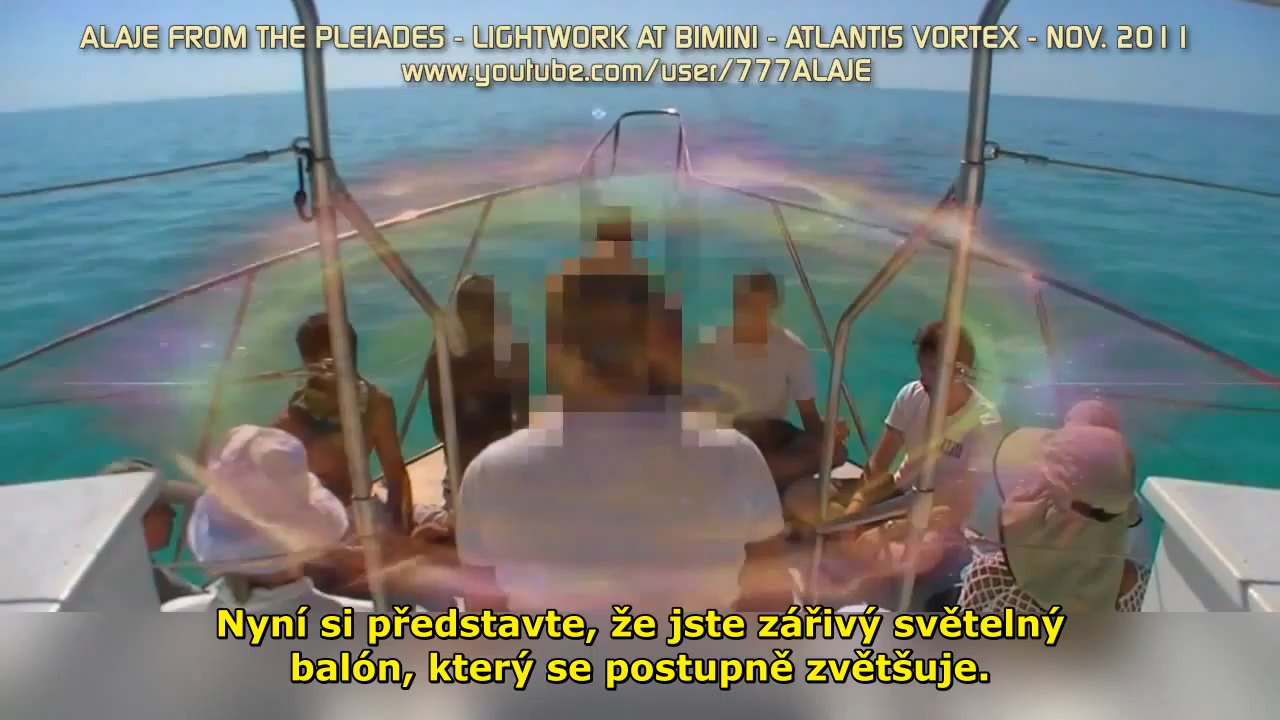 ALAJE FROM THE PLEIADES - LIGHTWORK AT BIMINI - ATLANTIS VORTEX - NOV. 2011
www.youtube.com/user/777ALAJE
Nyní si představte, že jste zářivý světelný
balón, který se postupně zvětšuje.